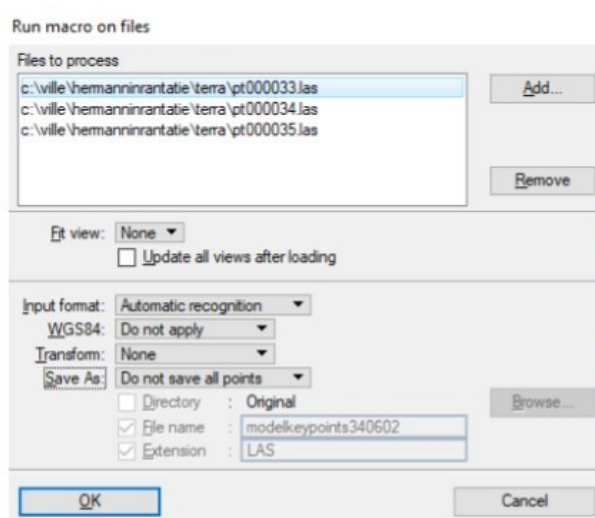 Run macro on files
Files to process
c:\ville\hermanninrantatie\terra\pt000033.las
c:\ville\hermanninrantatie\terra\pt000034.las
c:\ville\hermanninrantatie\terra\pt000035.las
Add...
Remove
Fit view: None
Update all views after loading
Input format: Automatic recognition
WGS84: Do not apply
Transform: None
Save As: Do not save all points
Directory : Original
Browse...
File name : modelkeypoints340602
Extension : LAS
OK
Cancel